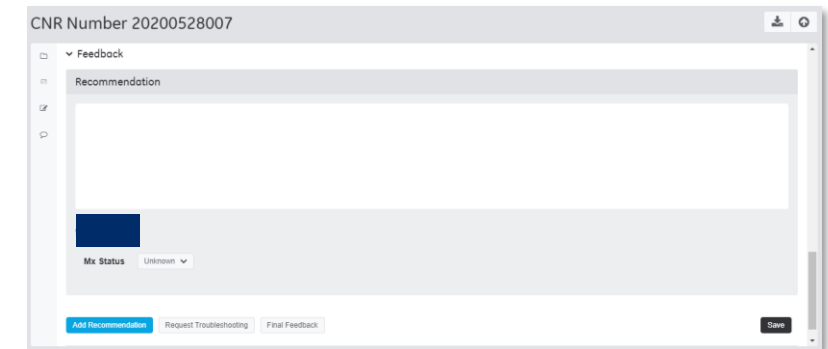 CNR Number 20200528007
Feedback
Recommendation
Mx Status Unknown
Add Recommendation Request Troubleshooting Final Feedback Save